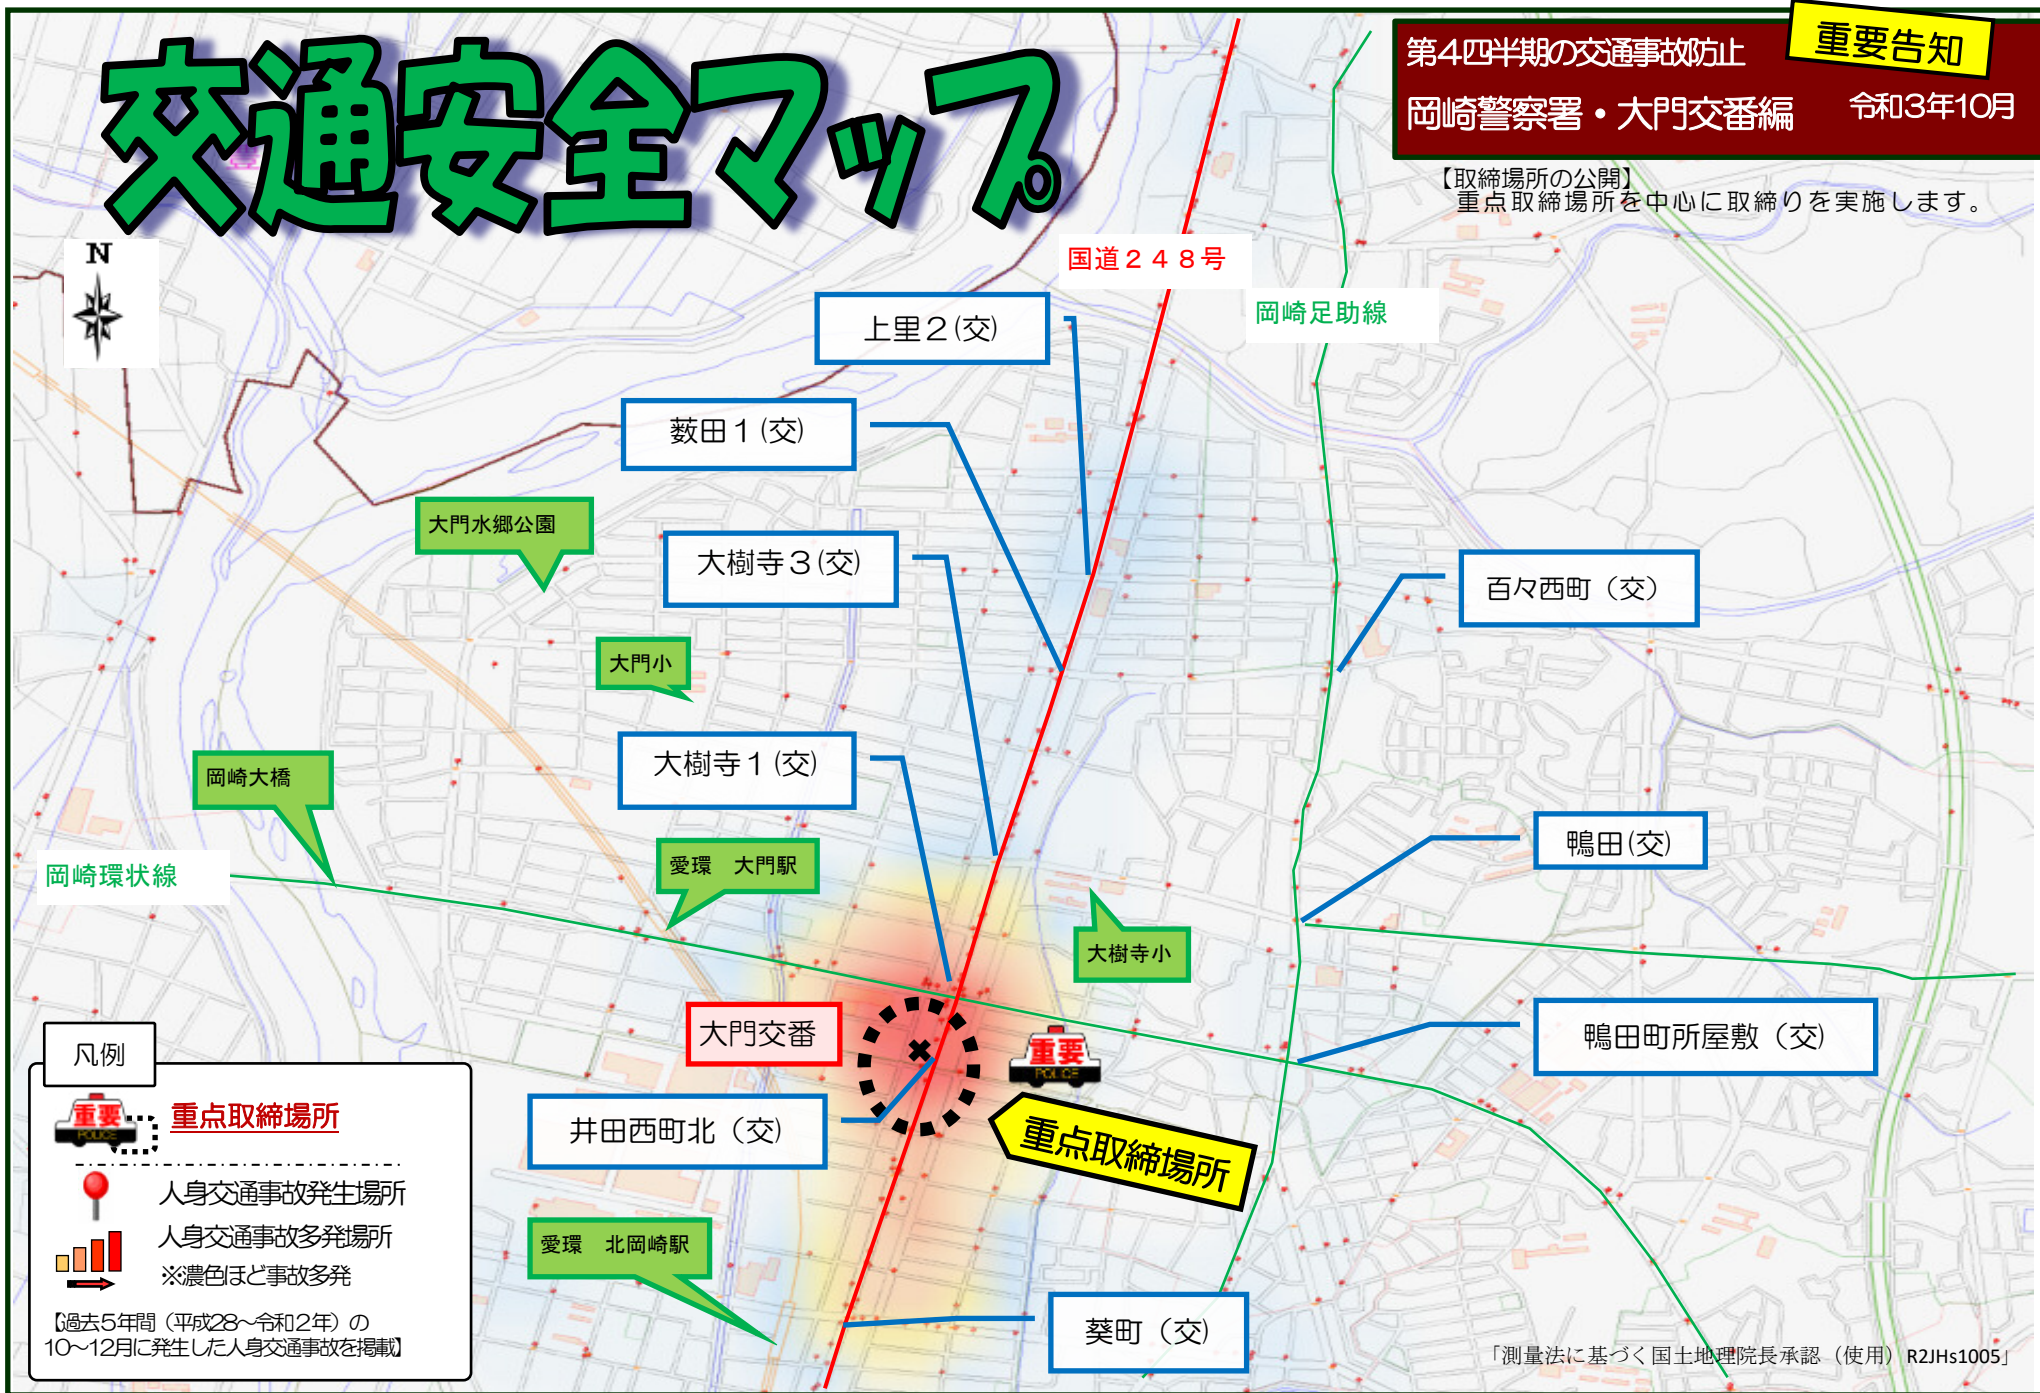 交通安全マップ
重要告知
第4四半期の交通事故防止
岡崎警察署・大門交番編　令和3年10月
【取締場所の公開】
重点取締場所を中心に取締りを実施します。
N
国道２４８号
岡崎足助線
上里２(交)
薮田１(交)
大門水郷公園
大樹寺３(交)
百々西町（交）
大門小
大樹寺１(交)
岡崎大橋
鴨田(交)
愛環　大門駅
岡崎環状線
大樹寺小
大門交番
重要
POLICE
鴨田町所屋敷（交）
井田西町北（交）
重点取締場所
愛環　北岡崎駅
葵町（交）
凡例
重要
POLICE
重点取締場所
人身交通事故発生場所
人身交通事故多発場所
※濃色ほど事故多発
【過去5年間（平成28～令和2年）の
10～12月に発生した人身交通事故を掲載】
「測量法に基づく国土地理院長承認（使用）R2JHs1005」